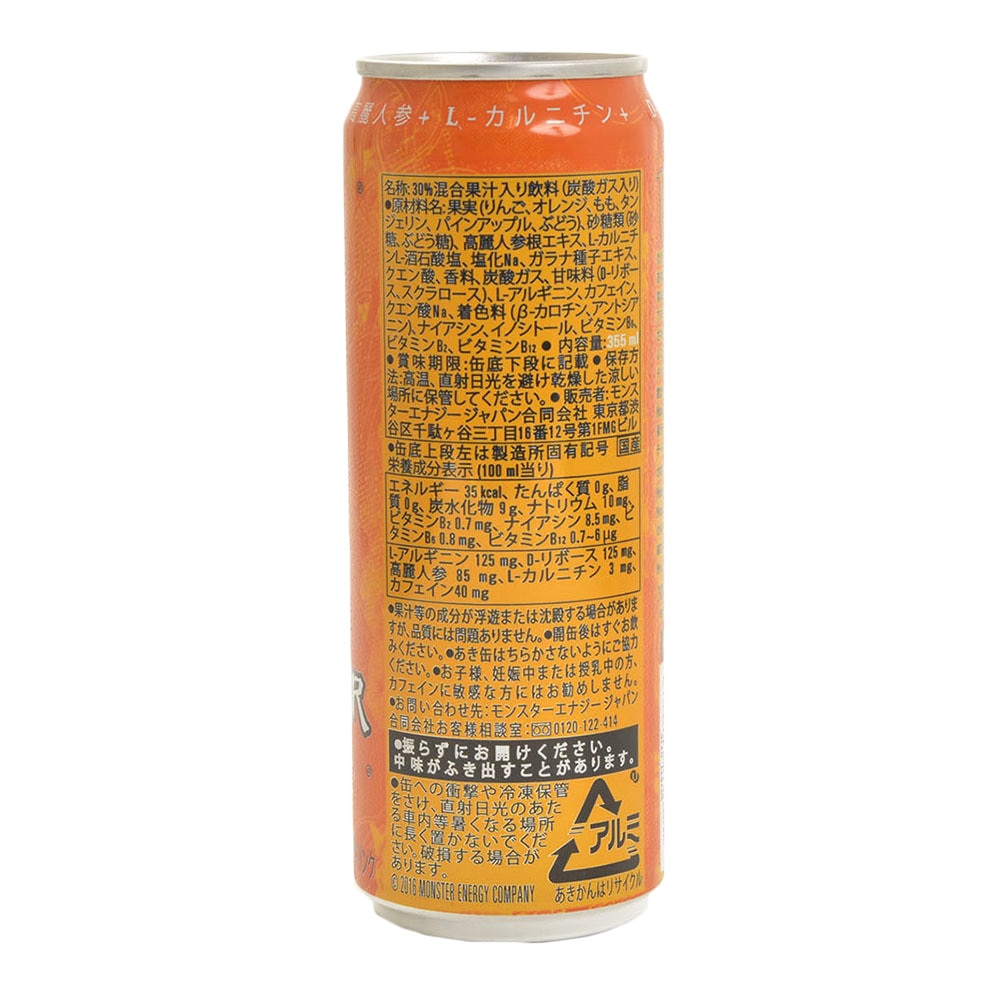 高麗人参+ L-カルニチン+
名称:30%混合果汁入り飲料(炭酸ガス入り)
●原材料名:果実(りんご、オレンジ、もも、タン
ジェリン、パインアップル、ぶどう)、砂糖類(砂
糖、ぶどう糖)、高麗人参根エキス、L-カルニチ
ンL-酒石酸塩、塩化Na、ガラナ種子エキス、
クエン酸、香料、炭酸ガス、甘味料(D-リボー
ス、スクラロース)、L-アルギニン、カフェイン、
クエン酸Na、着色料(β-カロチン、アントシア
ニン)、ナイアシン、イノシトール、ビタミンB₆、
ビタミンB₂、ビタミンB₁₂ ● 内容量:355 ml
●賞味期限:缶底下段に記載●保存方
法:高温、直射日光を避け乾燥した涼しい
場所に保管してください。●販売者:モンス
ターエナジー ジャパン合同会社 東京都渋
谷区千駄ヶ谷三丁目16番12号第1FMGビル
●缶底上段左は製造所固有記号 国産
栄養成分表示(100 ml当り)
エネルギー 35 kcal、たんぱく質 0 g、脂
質 0 g、炭水化物 9 g、ナトリウム 10 mg、
ビタミンB₂ 0.7 mg、ナイアシン 8.5 mg、ビ
タミンB₆ 0.8 mg、ビタミンB₁₂ 0.7~6 μg
L-アルギニン 125 mg、D-リボース 125 mg、
高麗人参 85 mg、L-カルニチン 3 mg、
カフェイン40 mg
●果汁等の成分が浮遊または沈殿する場合がありま
すが、品質には問題ありません。●開缶後はすぐお飲
みください。●あき缶はちらかさないようにご協力
ください。●お子様、妊娠中または授乳中の方、
カフェインに敏感な方にはお勧めしません。
●お問い合わせ先:モンスターエナジージャパン
合同会社お客様相談室:0120-122-414
●振らずにお開けください。
中味がふき出すことがあります。
●缶への衝撃や冷凍保管
をさけ、直射日光のあた
る車内等暑くなる場所
に長く置かないでくだ
さい。破損する場合が
あります。
© 2016 MONSTER ENERGY COMPANY
アルミ
あきかんはリサイクル
R
ンク